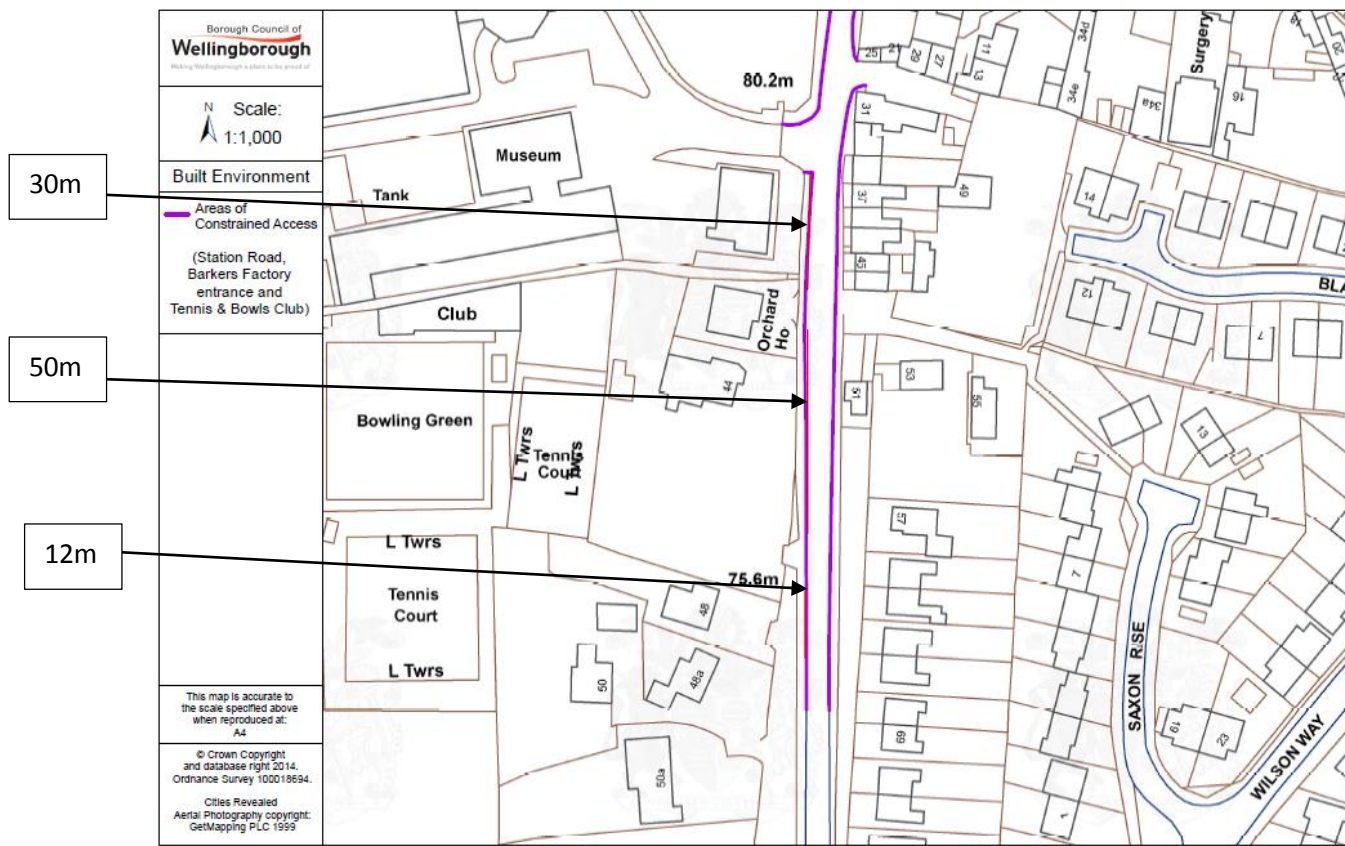 30m
50m
12m
Borough Council of
Wellingborough
Making Wellingborough a place to be proud of
N
Scale:
1:1,000
Built Environment
Areas of
Constrained Access
(Station Road,
Barkers Factory
entrance and
Tennis & Bowls Club)
This map is accurate to
the scale specified above
when reproduced at:
A4
© Crown Copyright
and database right 2014.
Ordnance Survey 100018694.
Cities Revealed
Aerial Photography copyright:
GetMapping PLC 1999
80.2m
25
29
27
11
13
34d
34e
34a
Surgery
16
18
20
31
Museum
Tank
37
49
14
45
12
BLA
Club
Orchard
Ho
7
44
51
53
55
Bowling Green
L Twrs
Tennis
Court
L Twrs
13
57
L Twrs
75.6m
7
Tennis
Court
48
L Twrs
48a
50
69
SAXON RISE
19
23
WILSON WAY
50a
1